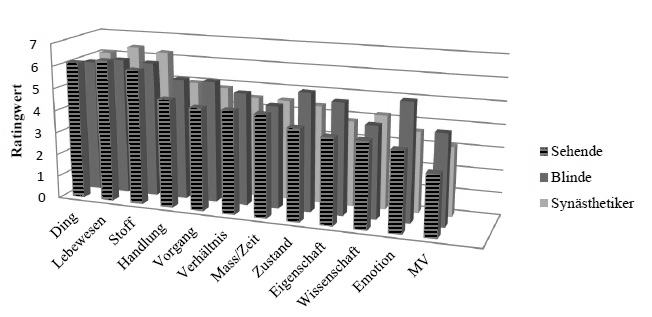 Ratingwert
7
6
5
4
3
2
1
0
Ding
Lebewesen
Stoff
Handlung
Vorgang
Verhältnis
Mass/Zeit
Zustand
Eigenschaft
Wissenschaft
Emotion
MV
Sehende
Blinde
Synästhetiker